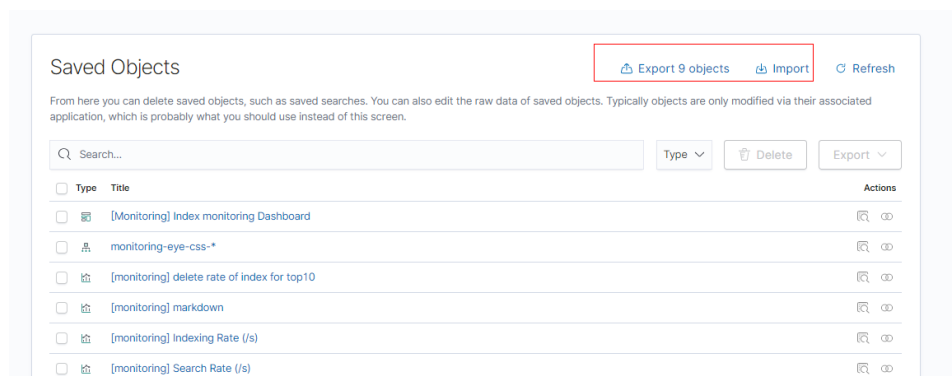 Saved Objects
Export 9 objects
Import
Refresh
From here you can delete saved objects, such as saved searches. You can also edit the raw data of saved objects. Typically objects are only modified via their associated
application, which is probably what you should use instead of this screen.
Search...
Type
Delete
Export
Type Title Actions
[Monitoring] Index monitoring Dashboard
monitoring-eye-css-*
[monitoring] delete rate of index for top10
[monitoring] markdown
[monitoring] Indexing Rate (/s)
[monitoring] Search Rate (/s)